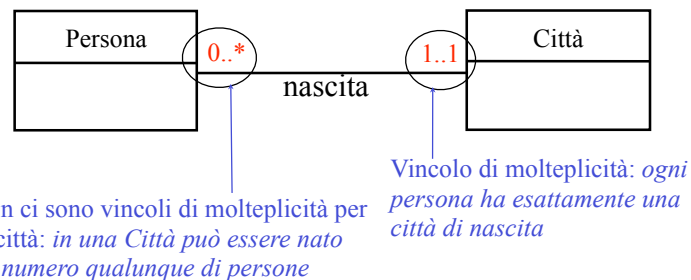 Persona
0..*
1..1
Città
nascita
Vincolo di molteplicità: ogni
persona ha esattamente una
città di nascita
n ci sono vincoli di molteplicità per
città: in una Città può essere nato
numero qualunque di persone